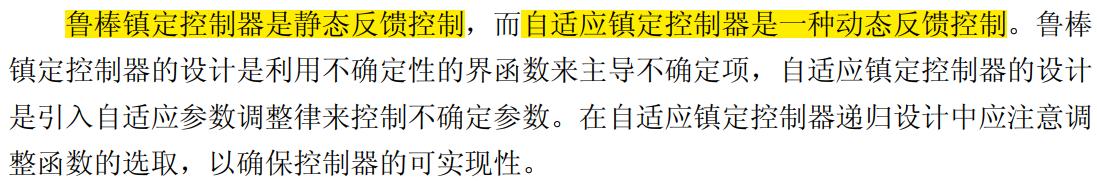 鲁棒镇定控制器是静态反馈控制，而自适应镇定控制器是一种动态反馈控制。鲁棒
镇定控制器的设计是利用不确定性的界函数来主导不确定项，自适应镇定控制器的设计
是引入自适应参数调整律来控制不确定参数。在自适应镇定控制器递归设计中应注意调
整函数的选取，以确保控制器的可实现性。